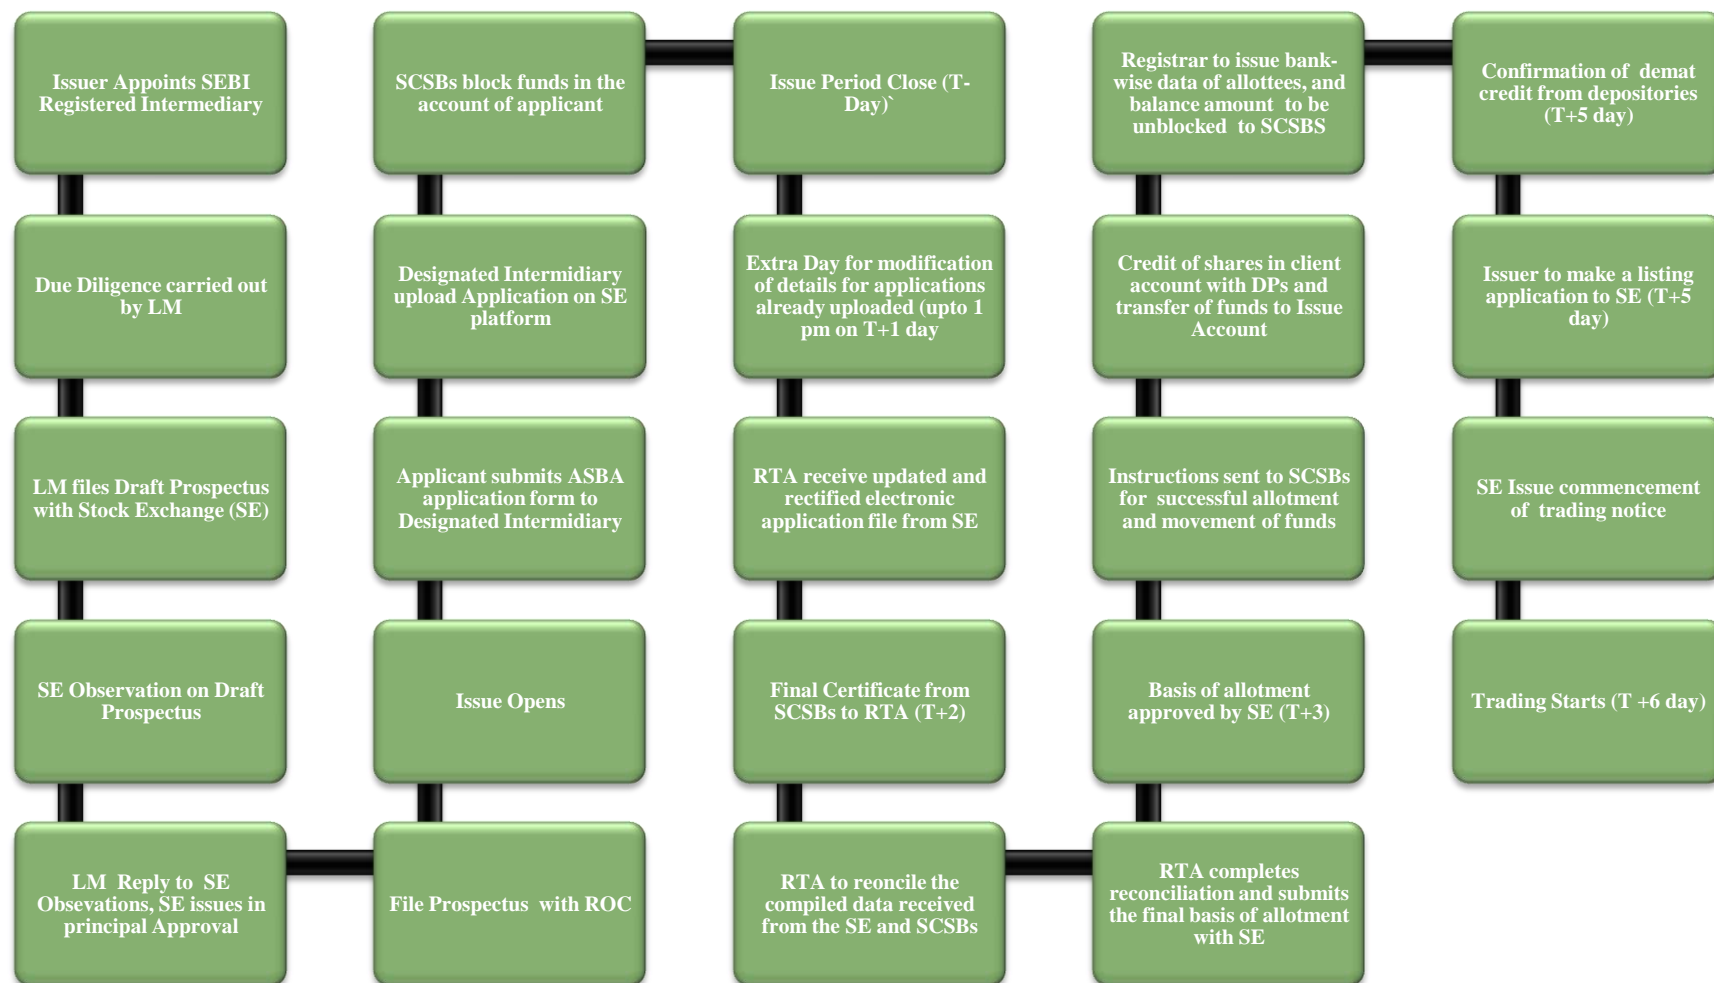 Issuer Appoints SEBI
Registered Intermediary
Due Diligence carried out
by LM
LM files Draft Prospectus
with Stock Exchange (SE)
SE Observation on Draft
Prospectus
LM  Reply to  SE
Obsevations, SE issues in
principal Approval
File Prospectus  with ROC
Issue Opens
Applicant submits ASBA
application form to
Designated Intermidiary
Designated Intermidiary
upload Application on SE
platform
SCSBs block funds in the
account of applicant
Issue Period Close (T-
Day)`
Extra Day for modification
of details for applications
already uploaded (upto 1
pm on T+1 day
RTA receive updated and
rectified electronic
application file from SE
Final Certificate from
SCSBs to RTA (T+2)
RTA to reconcile the
compiled data received
from the SE and SCSBs
RTA completes
reconciliation and submits
the final basis of allotment
with SE
Basis of allotment
approved by SE (T+3)
Instructions sent to SCSBs
for  successful allotment
and movement of funds
Credit of shares in client
account with DPs and
transfer of funds to Issue
Account
Registrar to issue bank-
wise data of allottees, and
balance amount  to be
unblocked  to SCSBS
Confirmation of  demat
credit from depositories
(T+5 day)
Issuer to make a listing
application to SE (T+5
day)
SE Issue commencement
of  trading notice
Trading Starts (T +6 day)